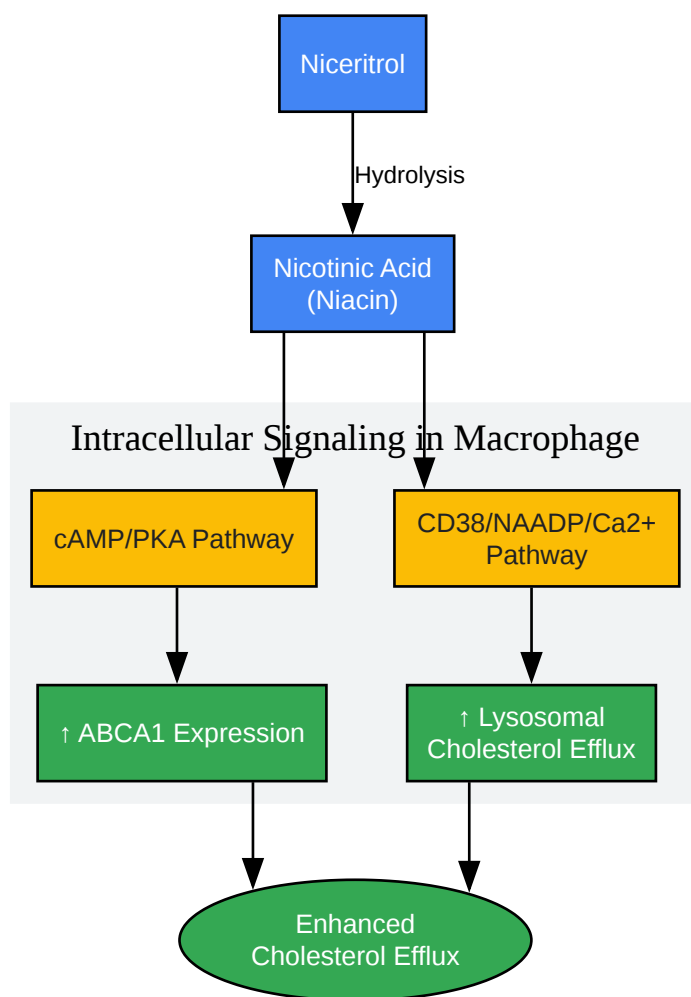 Niceritrol
Hydrolysis
Nicotinic Acid
(Niacin)
Intracellular Signaling in Macrophage
cAMP/PKA Pathway
CD38/NAADP/Ca2+
Pathway
↑ ABCA1 Expression
↑ Lysosomal
Cholesterol Efflux
Enhanced
Cholesterol Efflux